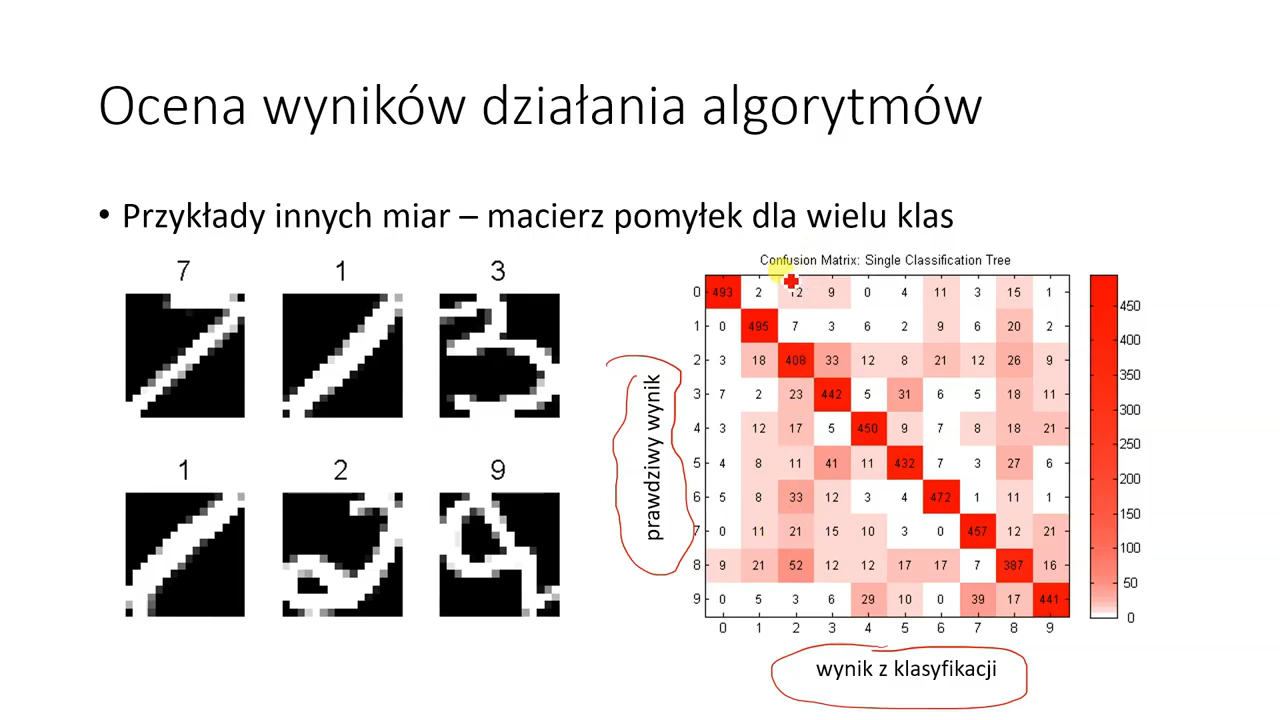 Ocena wyników działania algorytmów
• Przykłady innych miar – macierz pomyłek dla wielu klas
7 1 3
1 2 9
Confusion Matrix: Single Classification Tree
prawdziwy wynik
0 493 2 12 9 0 4 11 3 15 1
1 0 495 7 3 6 2 9 6 20 2
2 3 18 408 33 12 8 21 12 26 9
3 7 2 23 442 5 31 6 5 18 11
4 3 12 17 5 450 9 7 8 18 21
5 4 8 11 41 11 432 7 3 27 6
6 5 8 33 12 3 4 472 1 11 1
7 0 11 21 15 10 3 0 457 12 21
8 9 21 52 12 12 17 17 7 387 16
9 0 5 3 6 29 10 0 39 17 441
0 1 2 3 4 5 6 7 8 9
wynik z klasyfikacji
450
400
350
300
250
200
150
100
50
0